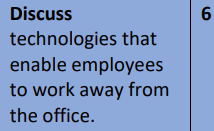 Discuss 6
technologies that
enable employees
to work away from
the office.